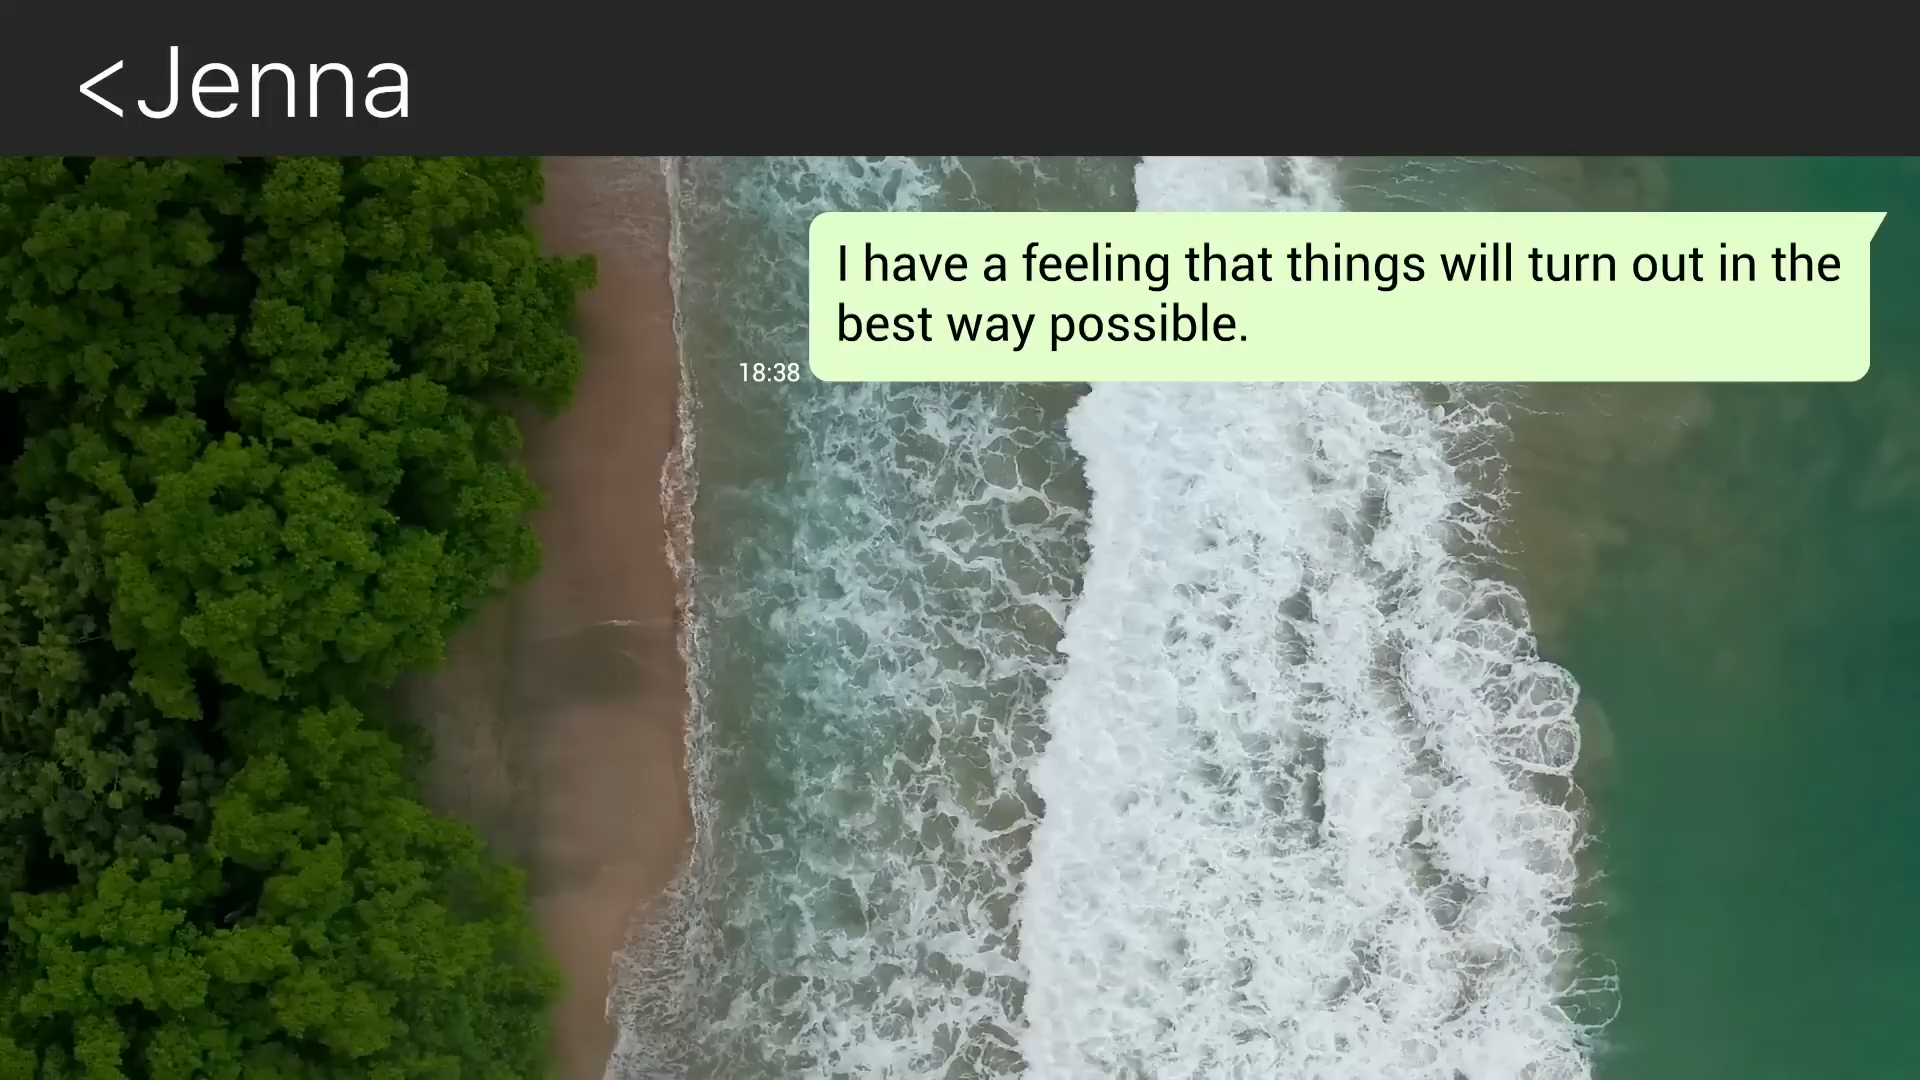 <Jenna
I have a feeling that things will turn out in the
best way possible.
18:38